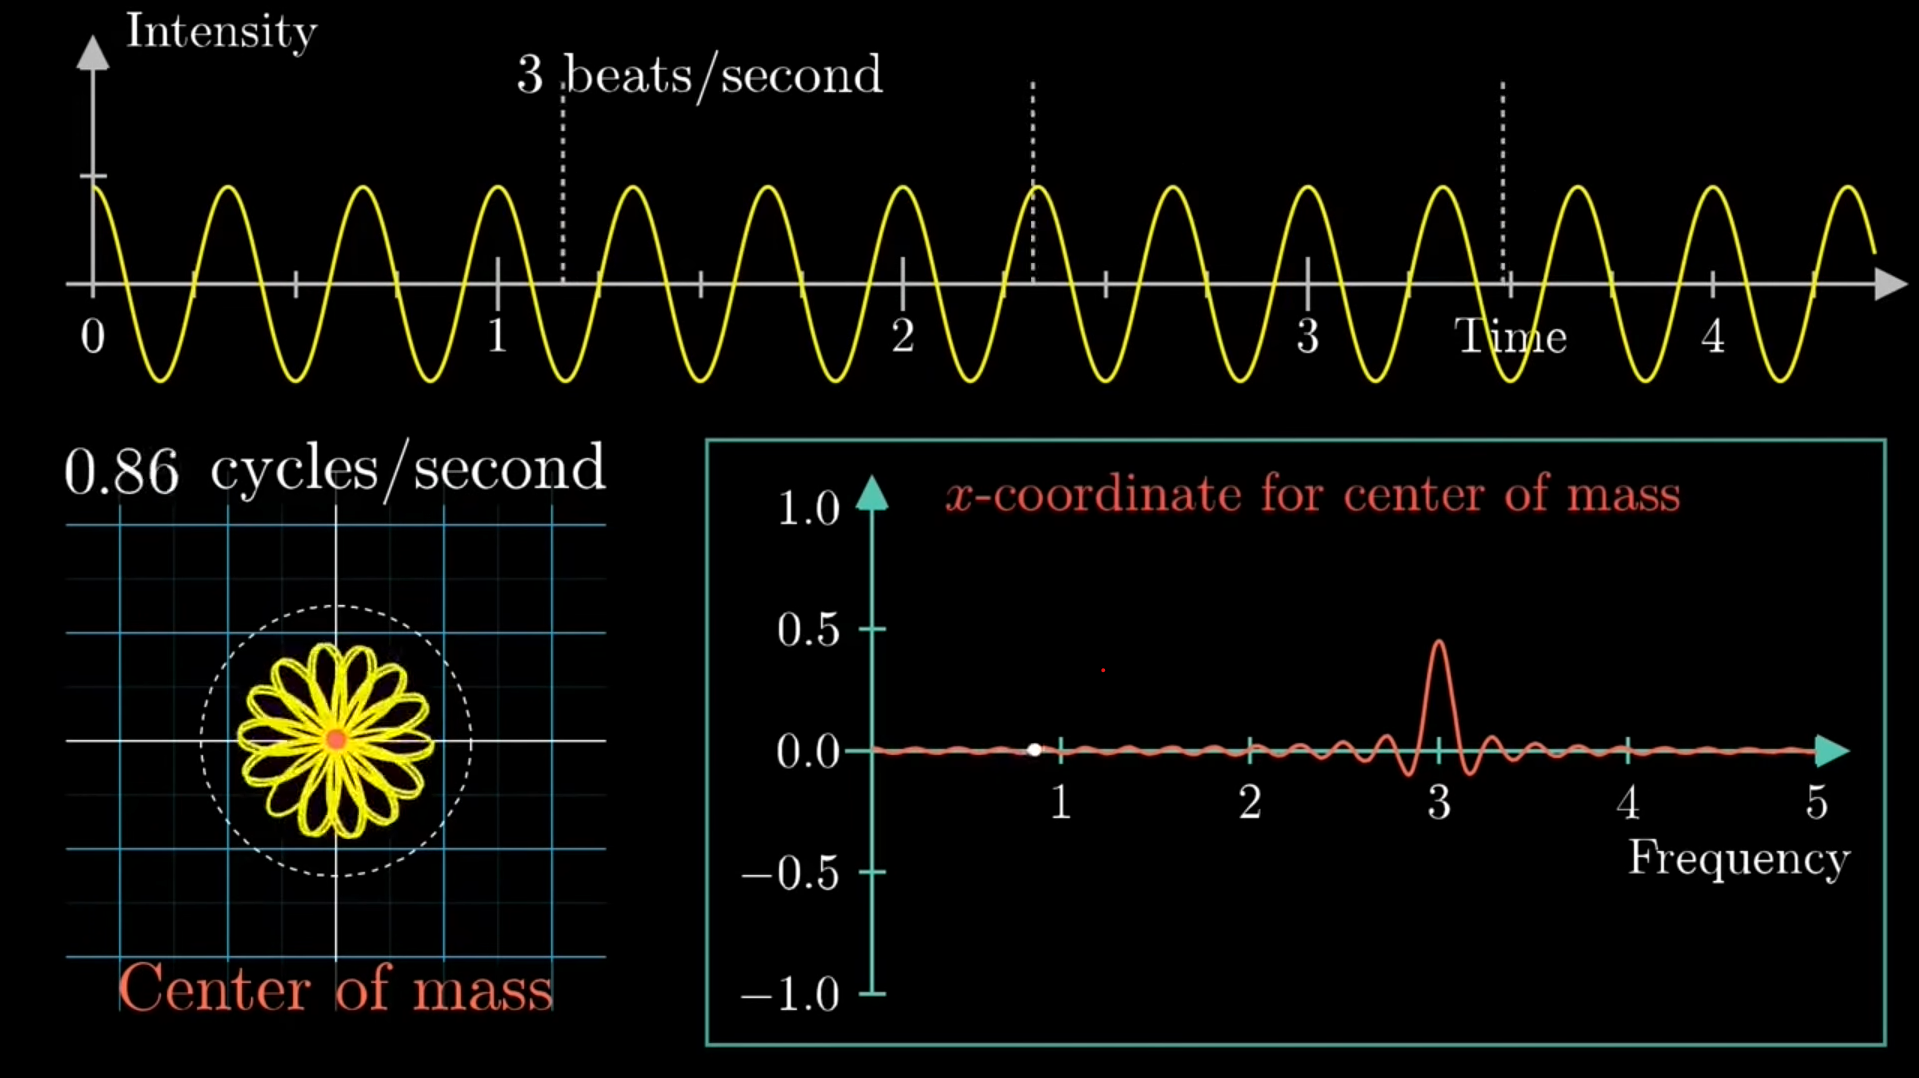 Intensity
3 beats/second
0 1 2 3 Time 4
0.86 cycles/second
Center of mass
x-coordinate for center of mass
1.0
0.5
0.0
1 2 3 4 5
Frequency
−0.5
−1.0